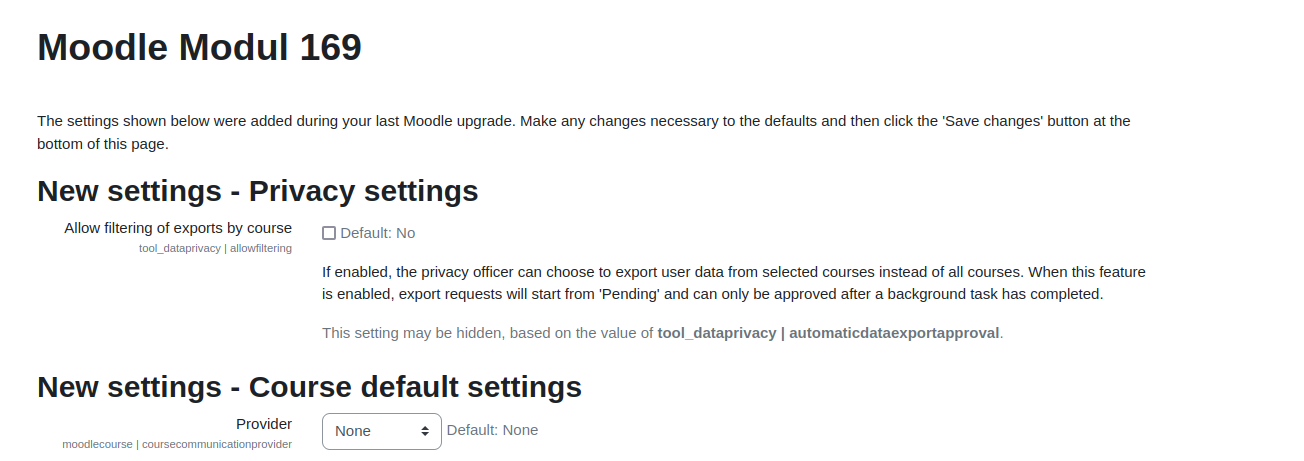 Moodle Modul 169
The settings shown below were added during your last Moodle upgrade. Make any changes necessary to the defaults and then click the 'Save changes' button at the
bottom of this page.
New settings - Privacy settings
Allow filtering of exports by course
tool_dataprivacy | allowfiltering
Default: No
If enabled, the privacy officer can choose to export user data from selected courses instead of all courses. When this feature
is enabled, export requests will start from 'Pending' and can only be approved after a background task has completed.
This setting may be hidden, based on the value of tool_dataprivacy | automaticdataexportapproval.
New settings - Course default settings
Provider
moodlecourse | coursecommunicationprovider
None
Default: None